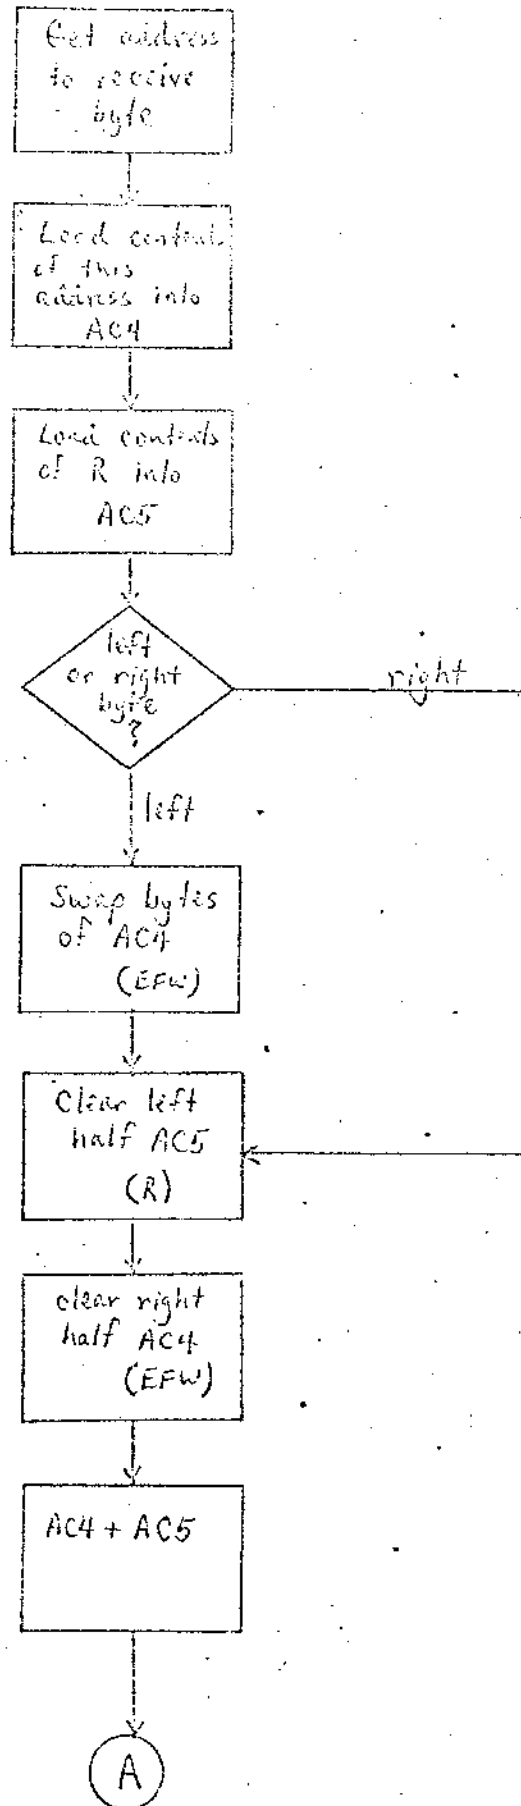 Get address
to receive
byte
Load contents
of this
address into
AC4
Load contents
of R into
AC5
left
or right
byte
?
right
left
Swap bytes
of AC4
(EFW)
Clear left
half AC5
(R)
clear right
half AC4
(EFW)
AC4 + AC5
A